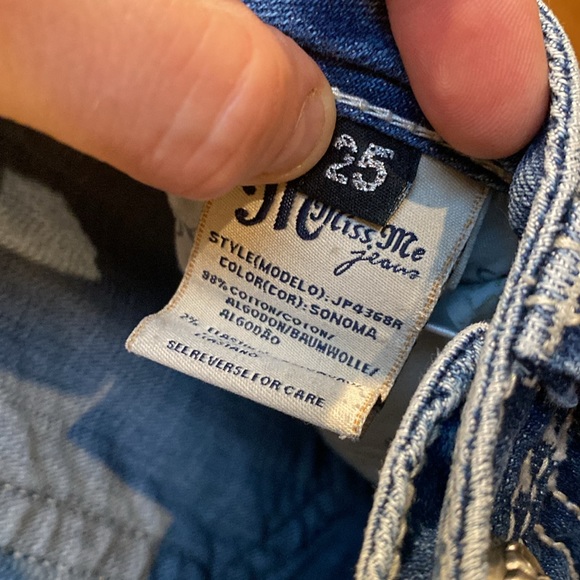 25
M Miss Me
jeans
STYLE(MODELO):JP4368R
COLOR(COR):SONOMA
98% COTTON/COTON/
ALGODON/BAUMWOLLE/
ALGODÃO
2%
SEE REVERSE FOR CARE